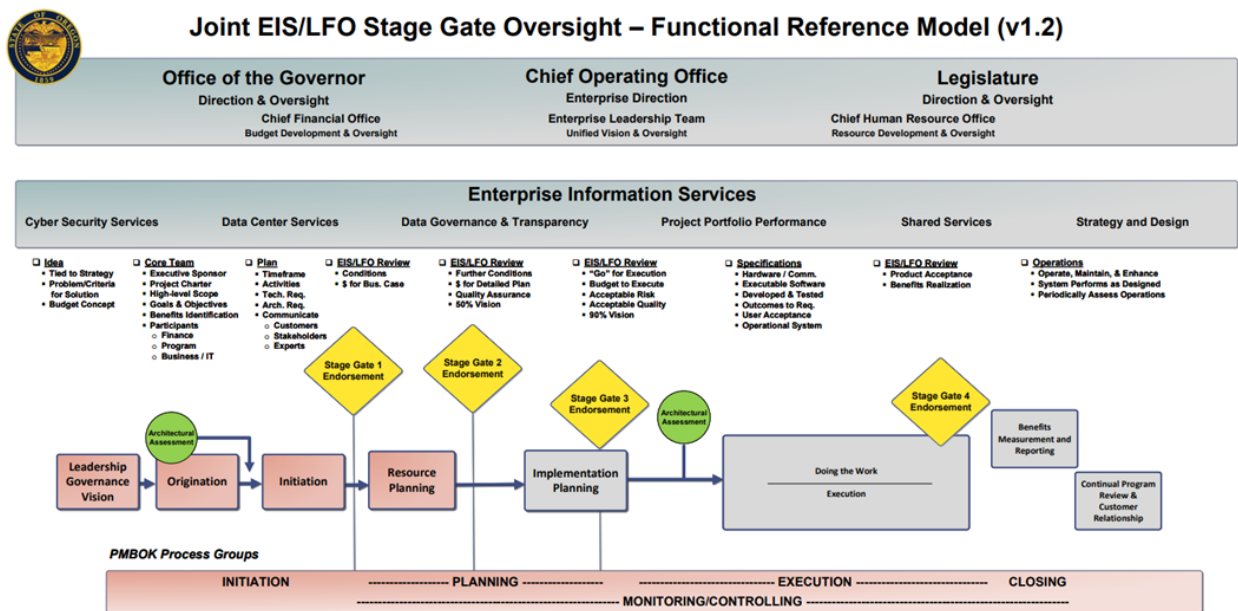 STATE OF OREGON
1859
Joint EIS/LFO Stage Gate Oversight – Functional Reference Model (v1.2)
Office of the Governor
Direction & Oversight
Chief Financial Office
Budget Development & Oversight
Chief Operating Office
Enterprise Direction
Enterprise Leadership Team
Unified Vision & Oversight
Legislature
Direction & Oversight
Chief Human Resource Office
Resource Development & Oversight
Enterprise Information Services
Cyber Security Services
Data Center Services
Data Governance & Transparency
Project Portfolio Performance
Shared Services
Strategy and Design
❑ Idea
▪ Tied to Strategy
▪ Problem/Criteria
for Solution
▪ Budget Concept
❑ Core Team
▪ Executive Sponsor
▪ Project Charter
▪ High-level Scope
▪ Goals & Objectives
▪ Benefits Identification
▪ Participants
o Finance
o Program
o Business / IT
❑ Plan
▪ Timeframe
▪ Activities
▪ Tech. Req.
▪ Arch. Req.
▪ Communicate
o Customers
o Stakeholders
o Experts
❑ EIS/LFO Review
▪ Conditions
▪ $ for Bus. Case
❑ EIS/LFO Review
▪ Further Conditions
▪ $ for Detailed Plan
▪ Quality Assurance
▪ 50% Vision
❑ EIS/LFO Review
▪ “Go” for Execution
▪ Budget to Execute
▪ Acceptable Risk
▪ Acceptable Quality
▪ 90% Vision
❑ Specifications
▪ Hardware / Comm.
▪ Executable Software
▪ Developed & Tested
▪ Outcomes to Req.
▪ User Acceptance
▪ Operational System
❑ EIS/LFO Review
▪ Product Acceptance
▪ Benefits Realization
❑ Operations
▪ Operate, Maintain, & Enhance
▪ System Performs as Designed
▪ Periodically Assess Operations
Stage Gate 1
Endorsement
Stage Gate 2
Endorsement
Stage Gate 3
Endorsement
Stage Gate 4
Endorsement
Architectural
Assessment
Architectural
Assessment
Leadership
Governance
Vision
Origination
Initiation
Resource
Planning
Implementation
Planning
Doing the Work
Execution
Benefits
Measurement and
Reporting
Continual Program
Review &
Customer
Relationship
PMBOK Process Groups
INITIATION ------------------- PLANNING ------------------- -------------------------------- EXECUTION ------------------------------- CLOSING
------------------------------------------------------------- MONITORING/CONTROLLING -------------------------------------------------------------